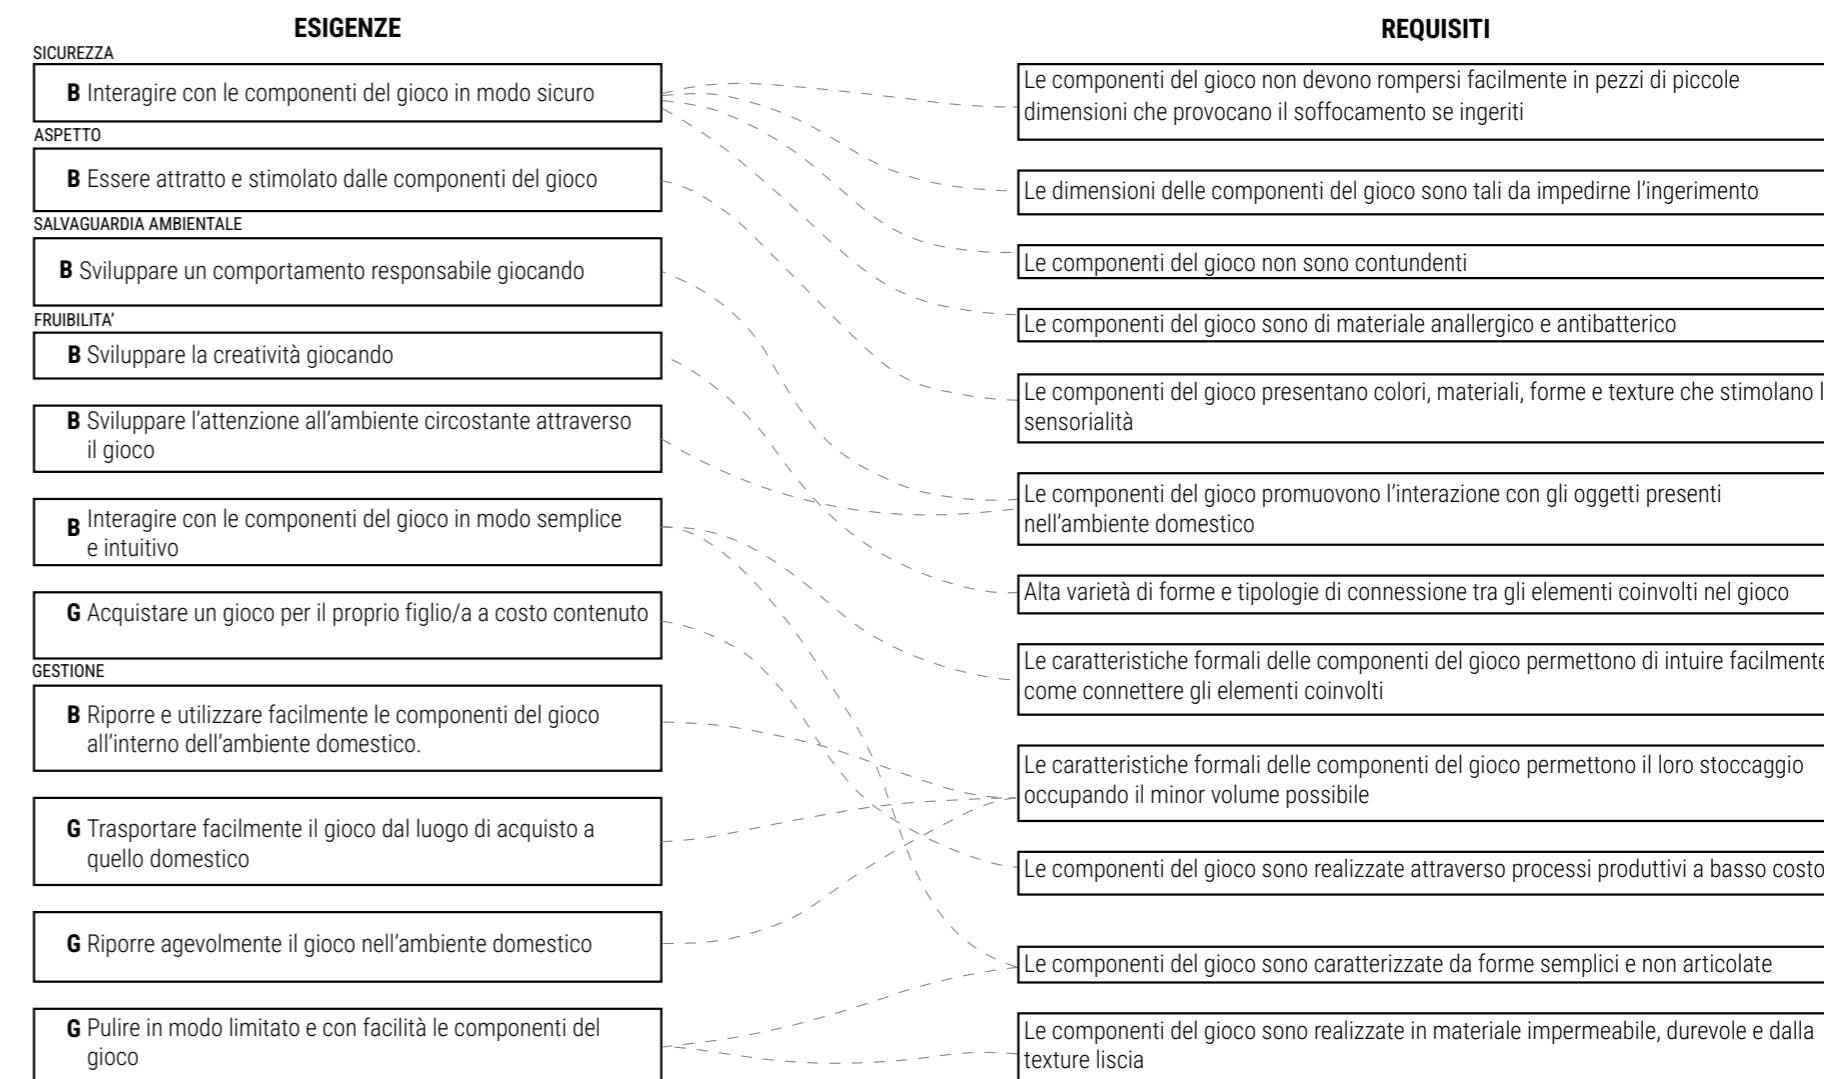 ESIGENZE
SICUREZZA
B Interagire con le componenti del gioco in modo sicuro
ASPETTO
B Essere attratto e stimolato dalle componenti del gioco
SALVAGUARDIA AMBIENTALE
B Sviluppare un comportamento responsabile giocando
FRUIBILITA'
B Sviluppare la creatività giocando
B Sviluppare l'attenzione all'ambiente circostante attraverso
il gioco
B Interagire con le componenti del gioco in modo semplice
e intuitivo
G Acquistare un gioco per il proprio figlio/a a costo contenuto
GESTIONE
B Riporre e utilizzare facilmente le componenti del gioco
all'interno dell'ambiente domestico.
G Trasportare facilmente il gioco dal luogo di acquisto a
quello domestico
G Riporre agevolmente il gioco nell'ambiente domestico
G Pulire in modo limitato e con facilità le componenti del
gioco
REQUISITI
Le componenti del gioco non devono rompersi facilmente in pezzi di piccole
dimensioni che provocano il soffocamento se ingeriti
Le dimensioni delle componenti del gioco sono tali da impedirne l'ingerimento
Le componenti del gioco non sono contundenti
Le componenti del gioco sono di materiale anallergico e antibatterico
Le componenti del gioco presentano colori, materiali, forme e texture che stimolano l
sensorialità
Le componenti del gioco promuovono l'interazione con gli oggetti presenti
nell'ambiente domestico
Alta varietà di forme e tipologie di connessione tra gli elementi coinvolti nel gioco
Le caratteristiche formali delle componenti del gioco permettono di intuire facilmente
come connettere gli elementi coinvolti
Le caratteristiche formali delle componenti del gioco permettono il loro stoccaggio
occupando il minor volume possibile
Le componenti del gioco sono realizzate attraverso processi produttivi a basso costo
Le componenti del gioco sono caratterizzate da forme semplici e non articolate
Le componenti del gioco sono realizzate in materiale impermeabile, durevole e dalla
texture liscia